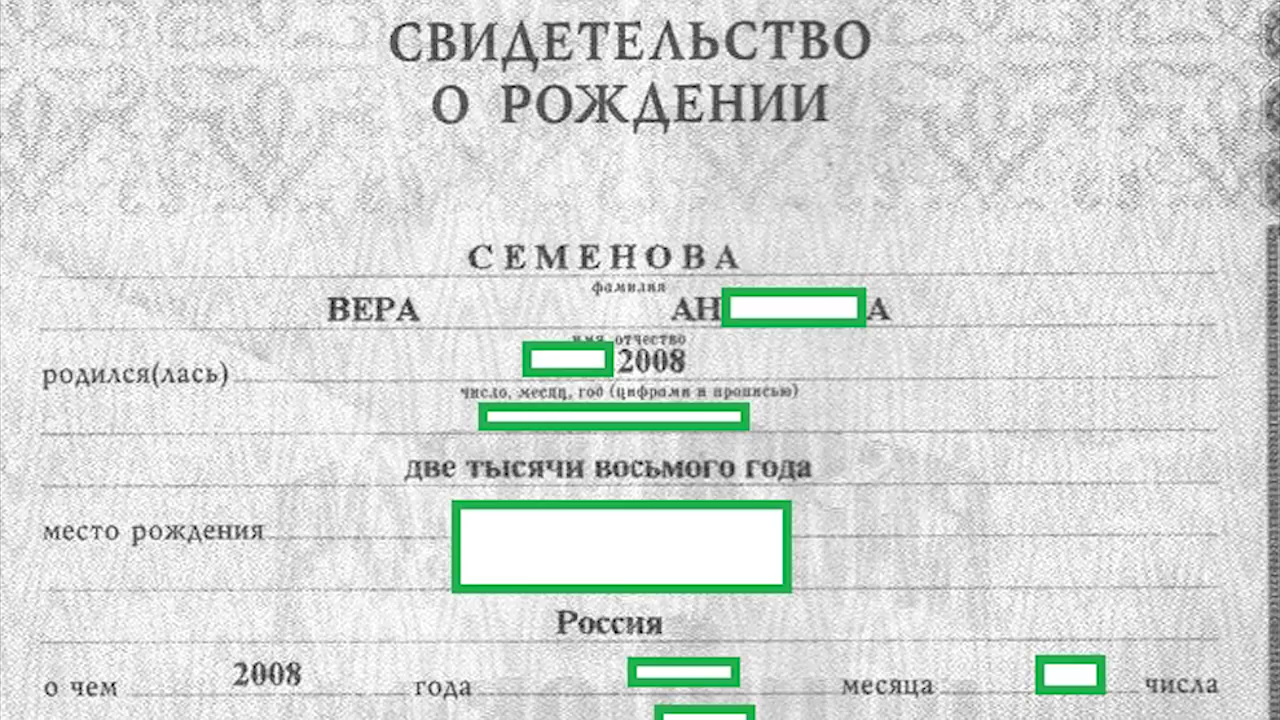 СВИДЕТЕЛЬСТВО
О РОЖДЕНИИ
СЕМЕНОВА
фамилия
ВЕРА АН А
имя отчество
2008
родился(лась)
число, месяц, год (цифрами и прописью)
две тысячи восьмого года
место рождения
Россия
о чем 2008 года месяца числа